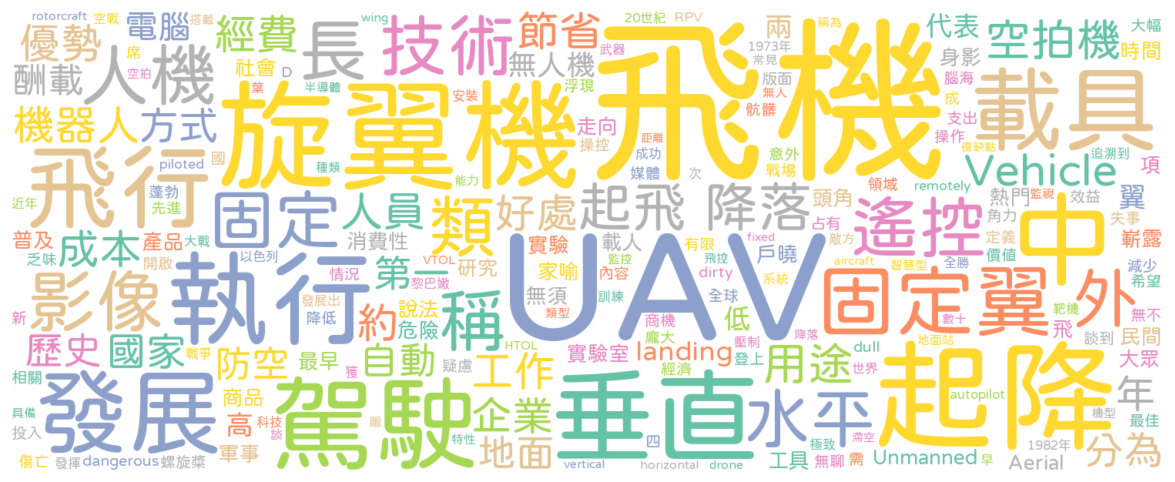 rotorcraft
空戰
電腦
搭載
wing
20世紀
RPV
兩
代表
大幅
優勢
席
經費
長
技術
節省
武器
1973年
常見
身影
空拍機
時間
酬載
空拍
人機
社會
D
葉
半導體
安裝
無人機
浮現
飛機
版面
無人
骯髒
腦海
成
支出
操作
載具
機器人
方式
旋翼機
走向
操控
距離
成功
媒體
意外
戰場
優缺點
追溯到
Vehicle
項
飛行
piloted
國
種類
能力
次
領域
remotely
熱門
監視
效益
翼
近年
蓬勃
先進
固定
人員
類
好處
起飛
降落
頭角
占有
遙控
角力
失事
中
普及
乏味
成本
產品
大戰
開啟
消費性
實驗
載人
監控
有限
飛控
fixed
戶曉
敵方
定義
價值
嶄露
以色列
VTOL
第一
研究
家喻
內容
dirty
aircraft
智慧型
全勝
減少
希望
影像
執行
情況
黎巴嫩
無須
類型
訓練
UAV
全球
系統
固定翼
外
新
發展出
降低
約
說法
危險
稱
商機
龐大
壓制
登上
低
降落
數十
靶機
飛
無不
談到
民間
歷史
國家
戰爭
防空
最早
獲
自動
疑慮
HTOL
工作
實驗室
經濟
landing
用途
世界
dull
地面站
起降
大眾
相關
發展
商品
駕駛
企業
垂直
水平
autopilot
機型
年
具備
投入
高
科技
談
圖
特性
四
極致
滯空
最佳
傷亡
發揮
dangerous
螺旋槳
軍事
地面
vertical
horizontal
drone
工具
無聊
需
Unmanned
早
Aerial
1982年
分為